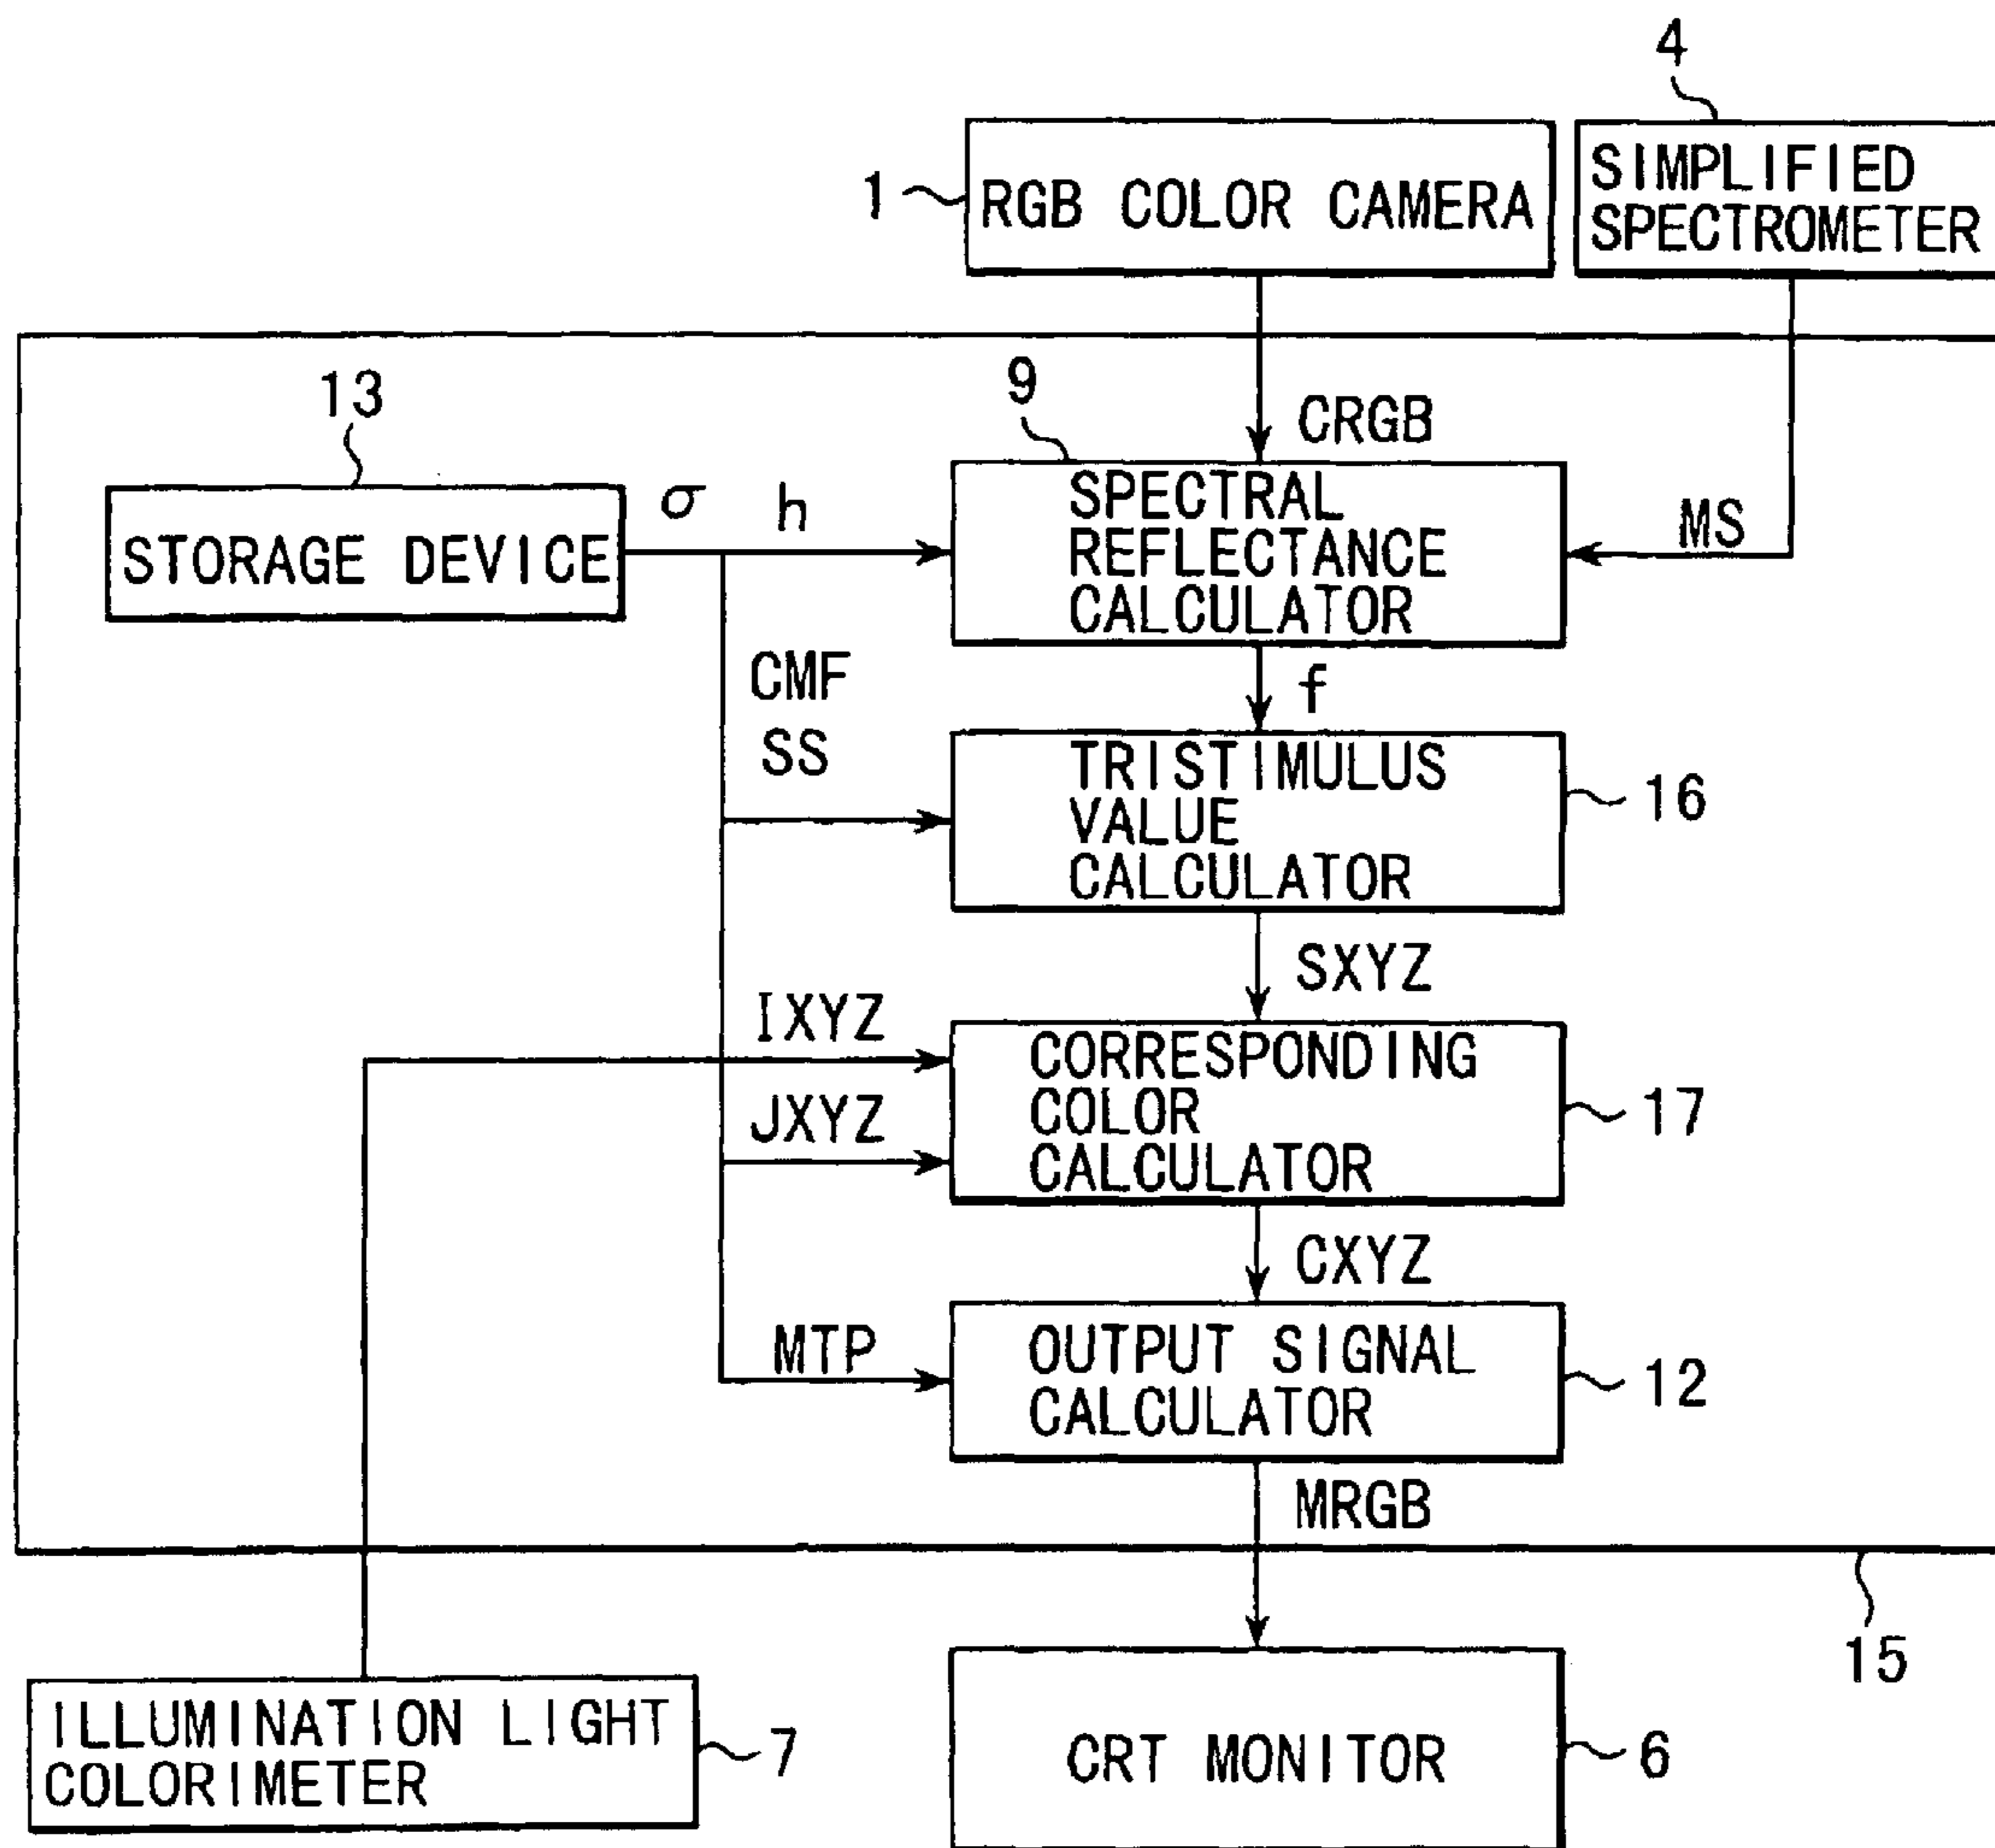 4
1
RGB COLOR CAMERA
SIMPLIFIED
SPECTROMETER
13
9
CRGB
STORAGE DEVICE
σ h
SPECTRAL
REFLECTANCE
CALCULATOR
MS
CMF
SS
f
TRISTIMULUS
VALUE
CALCULATOR
16
SXYZ
IXYZ
JXYZ
CORRESPONDING
COLOR
CALCULATOR
17
CXYZ
MTP
OUTPUT SIGNAL
CALCULATOR
12
MRGB
15
ILLUMINATION LIGHT
COLORIMETER
7
CRT MONITOR
6